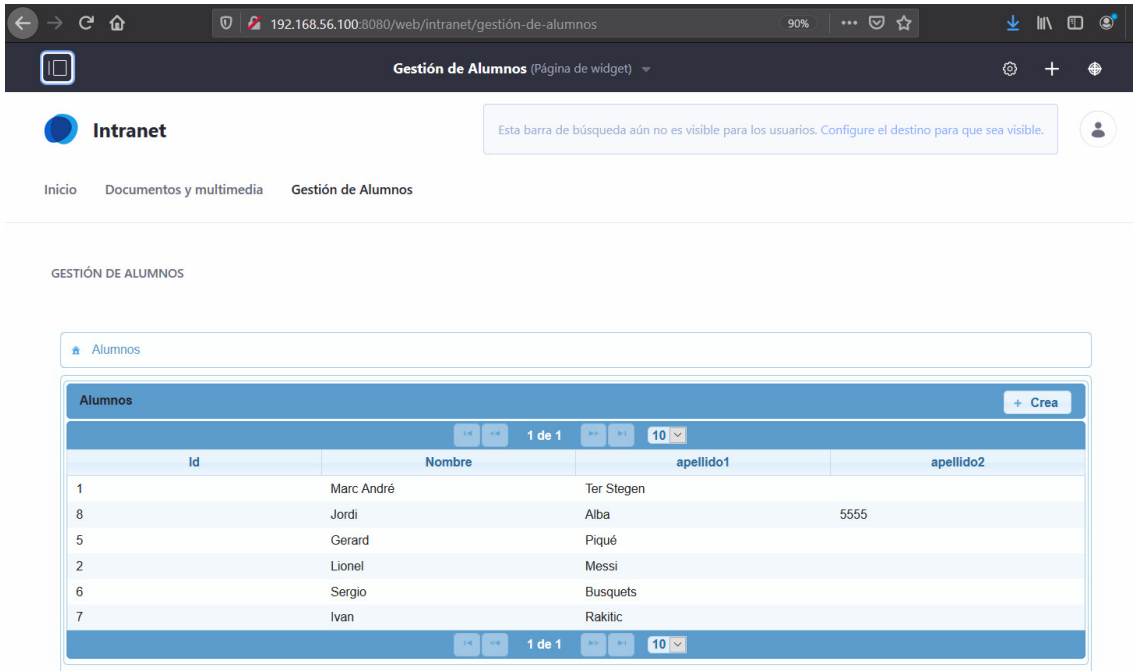 192.168.56.100:8080/web/intranet/gestión-de-alumnos 90%
Gestión de Alumnos (Página de widget)
Intranet
Esta barra de búsqueda aún no es visible para los usuarios. Configure el destino para que sea visible.
Inicio Documentos y multimedia Gestión de Alumnos
GESTIÓN DE ALUMNOS
Alumnos
Alumnos + Crea
1 de 1 10
Id Nombre apellido1 apellido2
1 Marc André Ter Stegen
8 Jordi Alba 5555
5 Gerard Piqué
2 Lionel Messi
6 Sergio Busquets
7 Ivan Rakitic
1 de 1 10